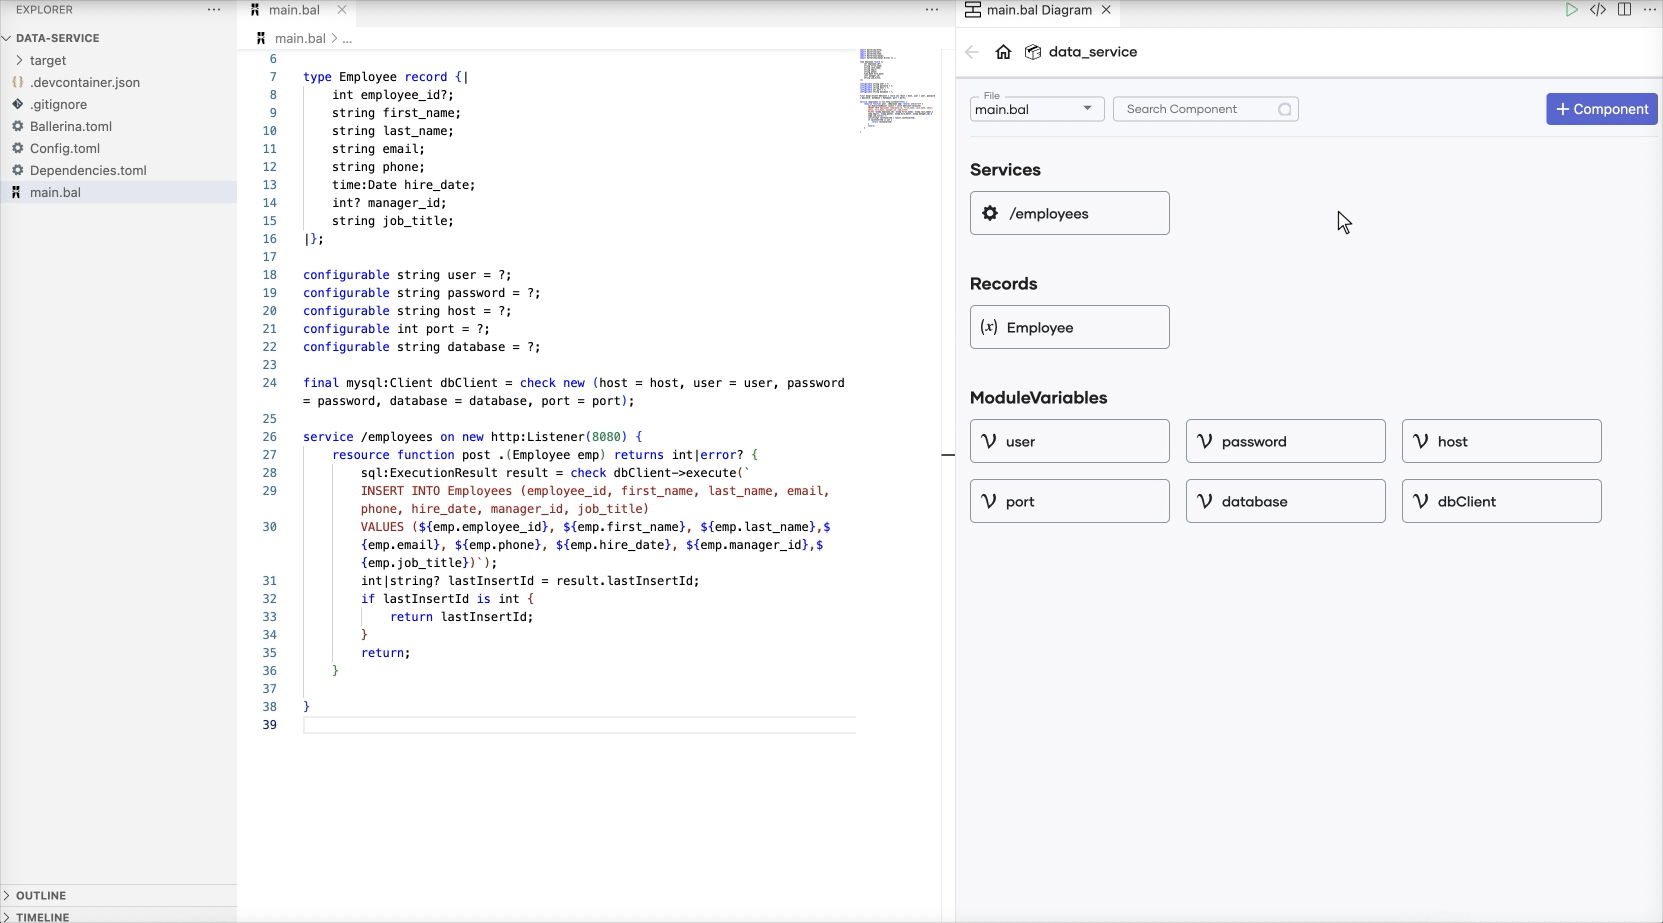 EXPLORER
DATA-SERVICE
target
.devcontainer.json
.gitignore
Ballerina.toml
Config.toml
Dependencies.toml
main.bal
OUTLINE
TIMELINE
main.bal
main.bal > ...
6
7 type Employee record {|
8 int employee_id?;
9 string first_name;
10 string last_name;
11 string email;
12 string phone;
13 time:Date hire_date;
14 int? manager_id;
15 string job_title;
16 |};
17
18 configurable string user = ?;
19 configurable string password = ?;
20 configurable string host = ?;
21 configurable int port = ?;
22 configurable string database = ?;
23
24 final mysql:Client dbClient = check new (host = host, user = user, password
= password, database = database, port = port);
25
26 service /employees on new http:Listener(8080) {
27 resource function post .(Employee emp) returns int|error? {
28 sql:ExecutionResult result = check dbClient->execute(`
29 INSERT INTO Employees (employee_id, first_name, last_name, email,
phone, hire_date, manager_id, job_title)
30 VALUES (${emp.employee_id}, ${emp.first_name}, ${emp.last_name},$
{emp.email}, ${emp.phone}, ${emp.hire_date}, ${emp.manager_id},$
{emp.job_title})`);
31 int|string? lastInsertId = result.lastInsertId;
32 if lastInsertId is int {
33 return lastInsertId;
34 }
35 return;
36 }
37
38 }
39
main.bal Diagram
data_service
File
main.bal
Search Component
+ Component
Services
/employees
Records
(x) Employee
ModuleVariables
user
password
host
port
database
dbClient